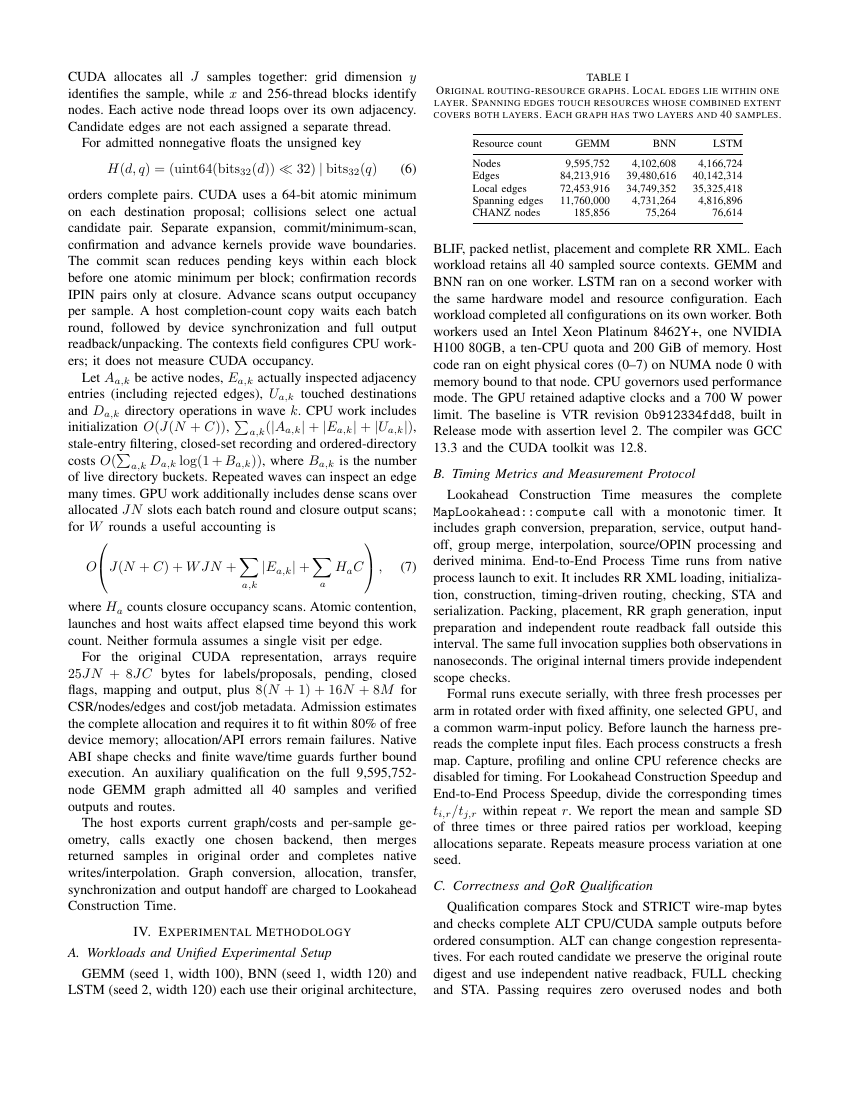 CUDA allocates all J samples together: grid dimension y
identifies the sample, while x and 256-thread blocks identify
nodes. Each active node thread loops over its own adjacency.
Candidate edges are not each assigned a separate thread.
For admitted nonnegative floats the unsigned key
H(d, q) = (uint64(bits₃₂(d)) ≪ 32) | bits₃₂(q) (6)
orders complete pairs. CUDA uses a 64-bit atomic minimum
on each destination proposal; collisions select one actual
candidate pair. Separate expansion, commit/minimum-scan,
confirmation and advance kernels provide wave boundaries.
The commit scan reduces pending keys within each block
before one atomic minimum per block; confirmation records
IPIN pairs only at closure. Advance scans output occupancy
per sample. A host completion-count copy waits each batch
round, followed by device synchronization and full output
readback/unpacking. The contexts field configures CPU work-
ers; it does not measure CUDA occupancy.
Let A_{a,k} be active nodes, E_{a,k} actually inspected adjacency
entries (including rejected edges), U_{a,k} touched destinations
and D_{a,k} directory operations in wave k. CPU work includes
initialization O(J(N + C)), ∑_{a,k}(|A_{a,k}| + |E_{a,k}| + |U_{a,k}|),
stale-entry filtering, closed-set recording and ordered-directory
costs O(∑_{a,k} D_{a,k} log(1 + B_{a,k})), where B_{a,k} is the number
of live directory buckets. Repeated waves can inspect an edge
many times. GPU work additionally includes dense scans over
allocated JN slots each batch round and closure output scans;
for W rounds a useful accounting is
O(J(N + C) + WJN + ∑_{a,k} |E_{a,k}| + ∑_a H_aC), (7)
where H_a counts closure occupancy scans. Atomic contention,
launches and host waits affect elapsed time beyond this work
count. Neither formula assumes a single visit per edge.
For the original CUDA representation, arrays require
25JN + 8JC bytes for labels/proposals, pending, closed
flags, mapping and output, plus 8(N + 1) + 16N + 8M for
CSR/nodes/edges and cost/job metadata. Admission estimates
the complete allocation and requires it to fit within 80% of free
device memory; allocation/API errors remain failures. Native
ABI shape checks and finite wave/time guards further bound
execution. An auxiliary qualification on the full 9,595,752-
node GEMM graph admitted all 40 samples and verified
outputs and routes.
The host exports current graph/costs and per-sample ge-
ometry, calls exactly one chosen backend, then merges
returned samples in original order and completes native
writes/interpolation. Graph conversion, allocation, transfer,
synchronization and output handoff are charged to Lookahead
Construction Time.
IV. EXPERIMENTAL METHODOLOGY
A. Workloads and Unified Experimental Setup
GEMM (seed 1, width 100), BNN (seed 1, width 120) and
LSTM (seed 2, width 120) each use their original architecture,
TABLE I
ORIGINAL ROUTING-RESOURCE GRAPHS. LOCAL EDGES LIE WITHIN ONE
LAYER. SPANNING EDGES TOUCH RESOURCES WHOSE COMBINED EXTENT
COVERS BOTH LAYERS. EACH GRAPH HAS TWO LAYERS AND 40 SAMPLES.
Resource count GEMM BNN LSTM
Nodes 9,595,752 4,102,608 4,166,724
Edges 84,213,916 39,480,616 40,142,314
Local edges 72,453,916 34,749,352 35,325,418
Spanning edges 11,760,000 4,731,264 4,816,896
CHANZ nodes 185,856 75,264 76,614
BLIF, packed netlist, placement and complete RR XML. Each
workload retains all 40 sampled source contexts. GEMM and
BNN ran on one worker. LSTM ran on a second worker with
the same hardware model and resource configuration. Each
workload completed all configurations on its own worker. Both
workers used an Intel Xeon Platinum 8462Y+, one NVIDIA
H100 80GB, a ten-CPU quota and 200 GiB of memory. Host
code ran on eight physical cores (0–7) on NUMA node 0 with
memory bound to that node. CPU governors used performance
mode. The GPU retained adaptive clocks and a 700 W power
limit. The baseline is VTR revision 0b912334fdd8, built in
Release mode with assertion level 2. The compiler was GCC
13.3 and the CUDA toolkit was 12.8.
B. Timing Metrics and Measurement Protocol
Lookahead Construction Time measures the complete
MapLookahead::compute call with a monotonic timer. It
includes graph conversion, preparation, service, output hand-
off, group merge, interpolation, source/OPIN processing and
derived minima. End-to-End Process Time runs from native
process launch to exit. It includes RR XML loading, initializa-
tion, construction, timing-driven routing, checking, STA and
serialization. Packing, placement, RR graph generation, input
preparation and independent route readback fall outside this
interval. The same full invocation supplies both observations in
nanoseconds. The original internal timers provide independent
scope checks.
Formal runs execute serially, with three fresh processes per
arm in rotated order with fixed affinity, one selected GPU, and
a common warm-input policy. Before launch the harness pre-
reads the complete input files. Each process constructs a fresh
map. Capture, profiling and online CPU reference checks are
disabled for timing. For Lookahead Construction Speedup and
End-to-End Process Speedup, divide the corresponding times
t_{i,r}/t_{j,r} within repeat r. We report the mean and sample SD
of three times or three paired ratios per workload, keeping
allocations separate. Repeats measure process variation at one
seed.
C. Correctness and QoR Qualification
Qualification compares Stock and STRICT wire-map bytes
and checks complete ALT CPU/CUDA sample outputs before
ordered consumption. ALT can change congestion representa-
tives. For each routed candidate we preserve the original route
digest and use independent native readback, FULL checking
and STA. Passing requires zero overused nodes and both